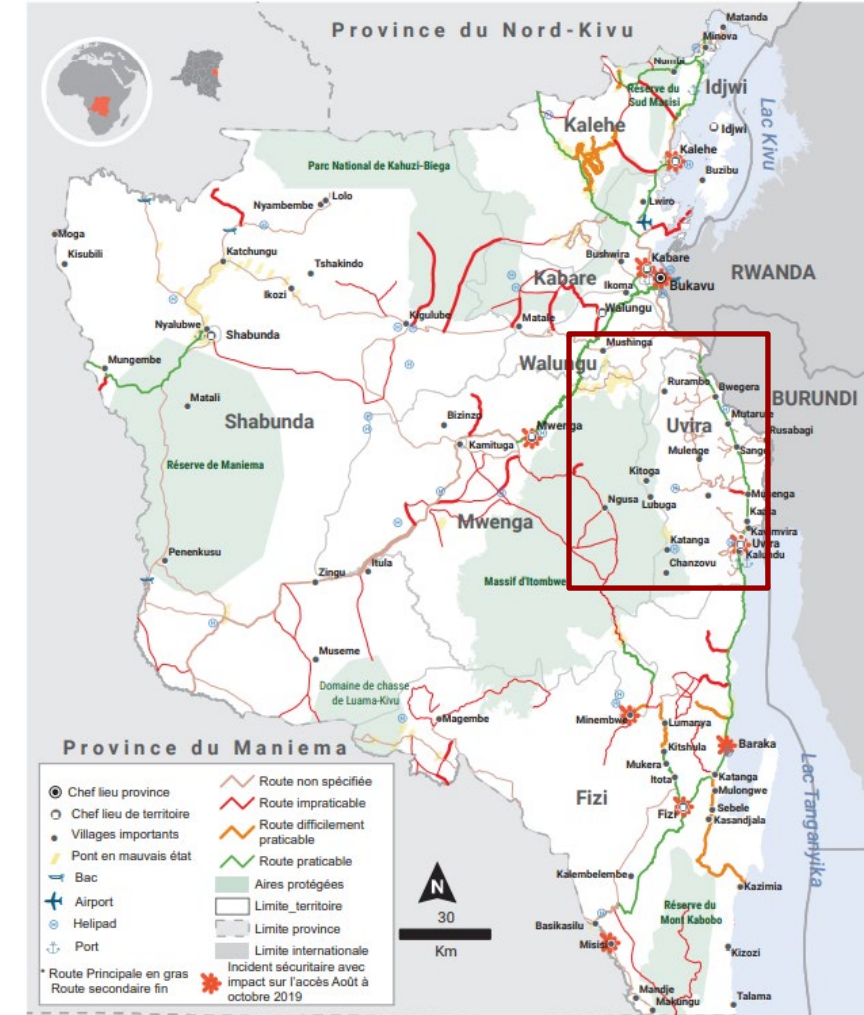 Province du Nord-Kivu
Matanda
Minova
Numbi
Idjwi
Réserve du
Sud Masisi
Lac Kivu
Kalehe
Idjwi
Kalehe
Parc National de Kahuzi-Biega
Buzibu
Lolo
Nyambembe
Lwiro
Moga
Kisubili
Katchungu
Bushwira
Kabare
Tshakindo
RWANDA
Kabare
Bukavu
Ikozi
Ikoma
Walungu
Kigulube
Matale
Nyalubwe
Shabunda
Mushinga
Walungu
Mungembe
Rurambo
Bwegera
BURUNDI
Matali
Shabunda
Bizinzp
Mutarule
Uvira
Rusabagi
Mwenga
Kamituga
Mulenge
Sange
Réserve de Maniema
Kitoga
Ngusa
Lubuga
Mwenga
Katanga
Uvira
Kalundu
Penenkusu
Chanzovu
Itula
Zingu
Massif d'Itombwe
Museme
Domaine de chasse
de Luama-Kivu
Magembe
Minembwe
Lumanya
Province du Maniema
Baraka
Kitshula
Lac Tanganyika
Mukera
Itota
Katanga
Mulongwe
Fizi
Fizi
Sebele
Kasandjala
Kalembelembe
Kazimia
Réserve du
Mont Kabobo
Basikasilu
Misisi
Kizozi
Mandje
Makungu
Talama
Chef lieu province
Chef lieu de territoire
Villages importants
Pont en mauvais état
Bac
Airport
Helipad
Port
* Route Principale en gras
Route secondaire fin
Route non spécifiée
Route impraticable
Route difficilement
praticable
Route praticable
Aires protégées
Limite_territoire
Limite province
Limite internationale
Incident sécuritaire avec
impact sur l'accès Août à
octobre 2019
N
30
Km